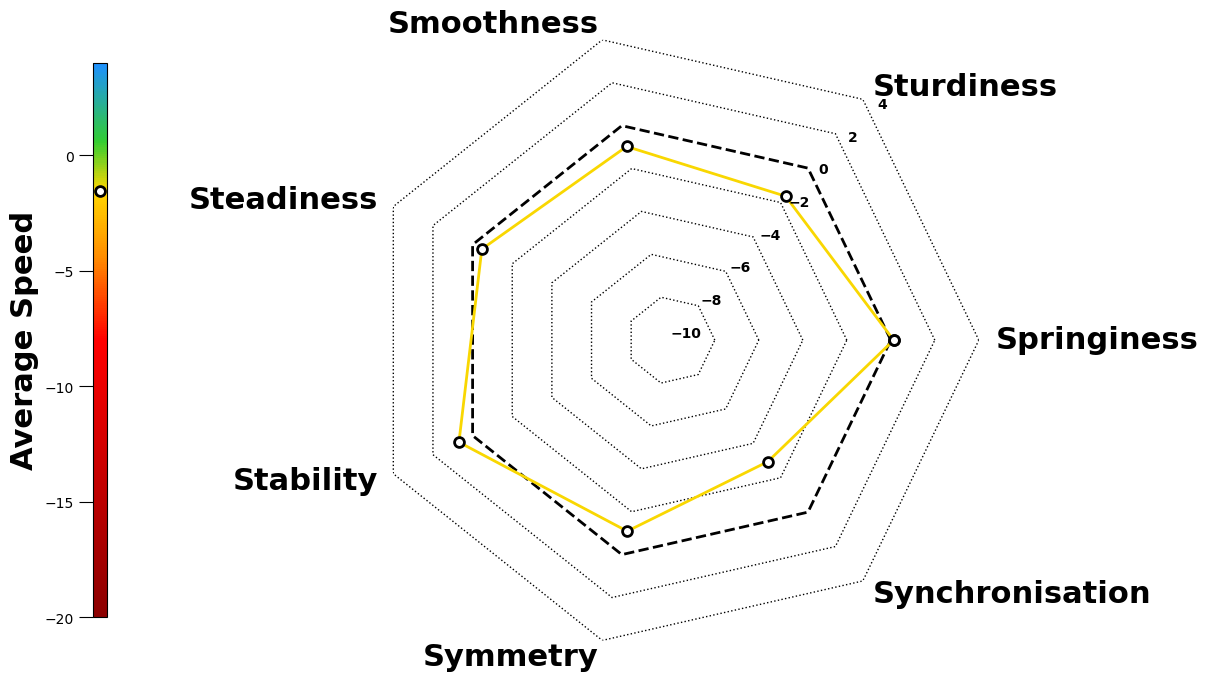 Smoothness
Sturdiness
4
2
0
−2
−4
−6
−8
−10
Steadiness
Springiness
Stability
Synchronisation
Symmetry
Average Speed
0
−5
−10
−15
−20